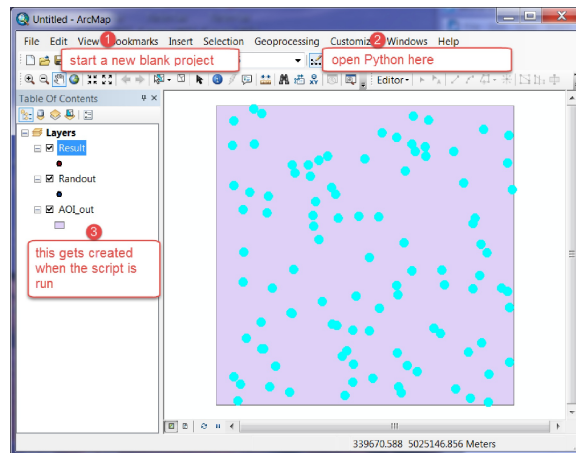 Untitled - ArcMap
File Edit View Bookmarks Insert Selection Geoprocessing Customize Windows Help
1
start a new blank project
2
open Python here
Editor
Table Of Contents
Layers
Result
Randout
AOI_out
3
this gets created
when the script is
run
339670.588 5025146.856 Meters